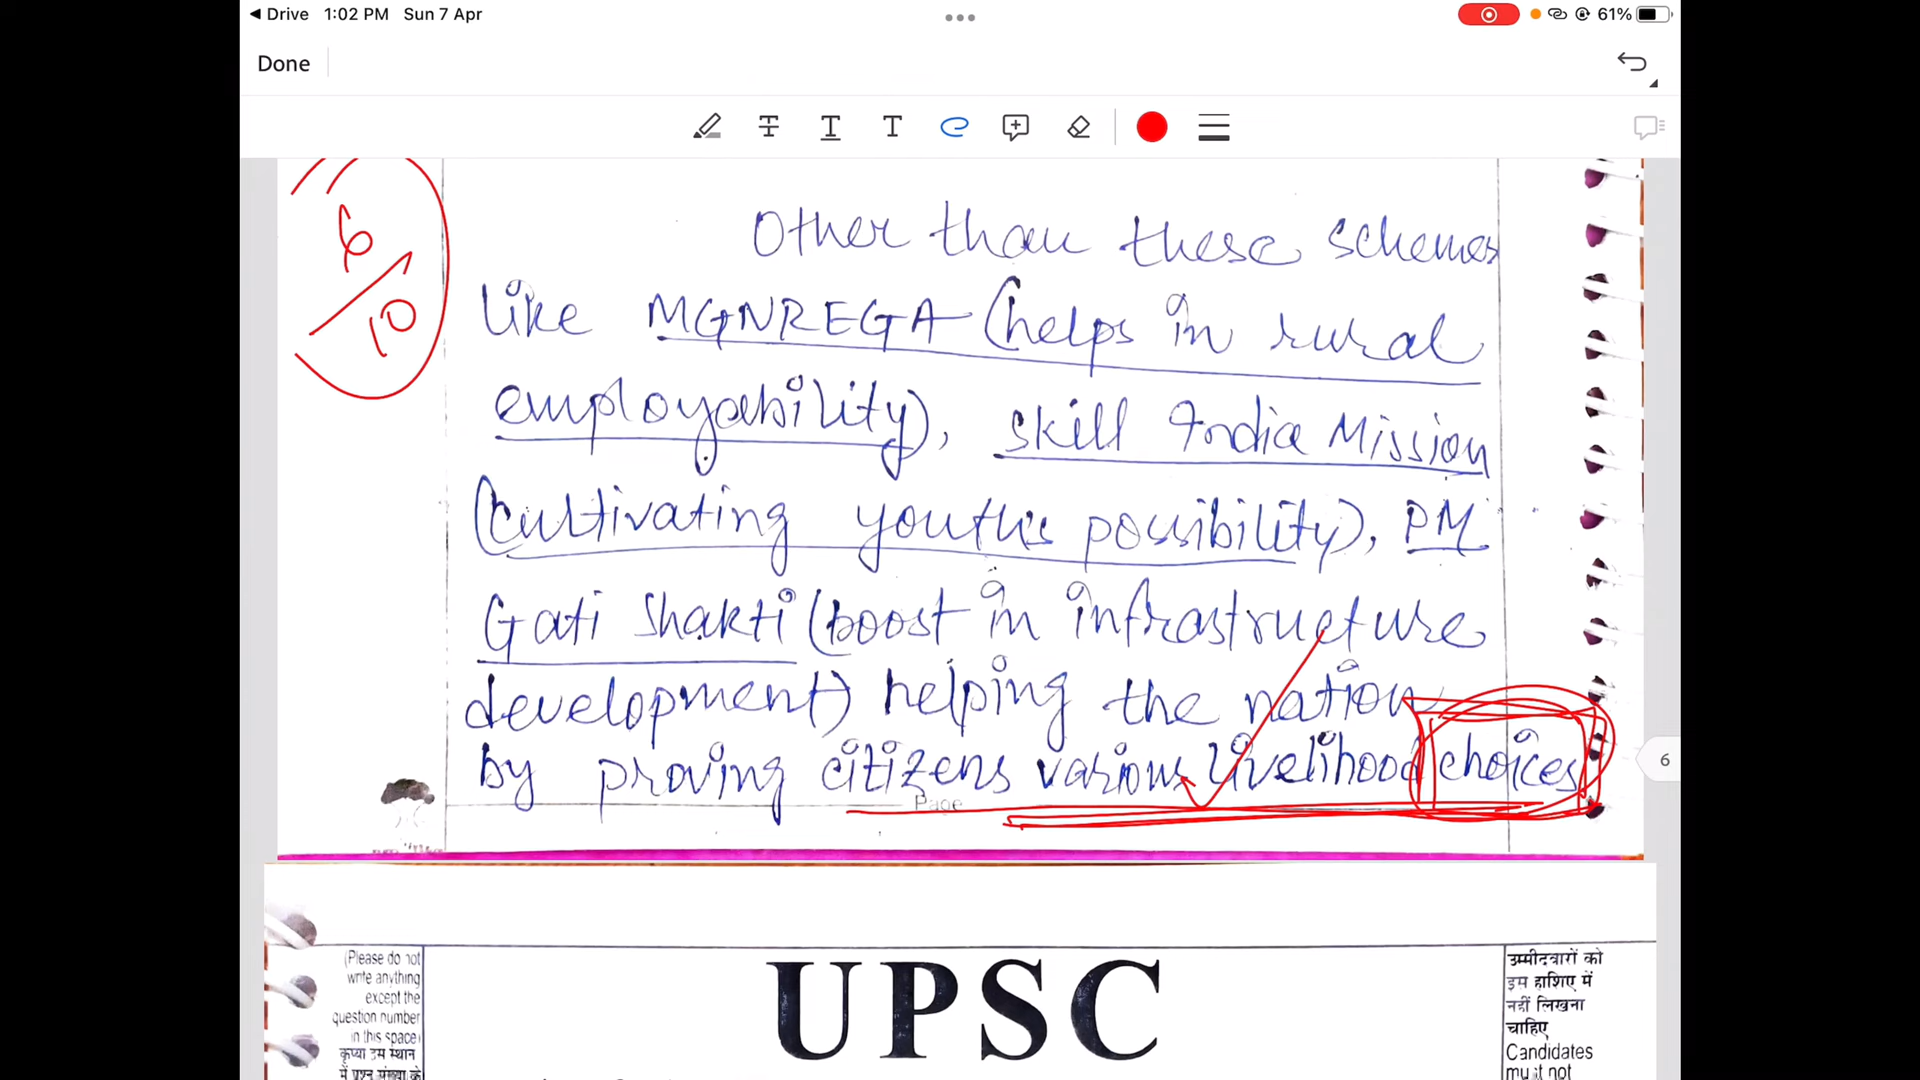 Drive 1:02 PM Sun 7 Apr 61%
Done
6/10
Other than these schemes
like MGNREGA (helps in rural
employability), skill India Mission
(cultivating youth's possibility), PM
Gati Shakti (boost in infrastructure
development) helping the nation
by proving citizens various livelihood choices
Page
6
UPSC
(Please do not
write anything
except the
question number
in this space)
कृप्या इस स्थान
में प्रश्न संख्या के
उम्मीदवारों को
इस हाशिए में
नहीं लिखना
चाहिए
Candidates
must not